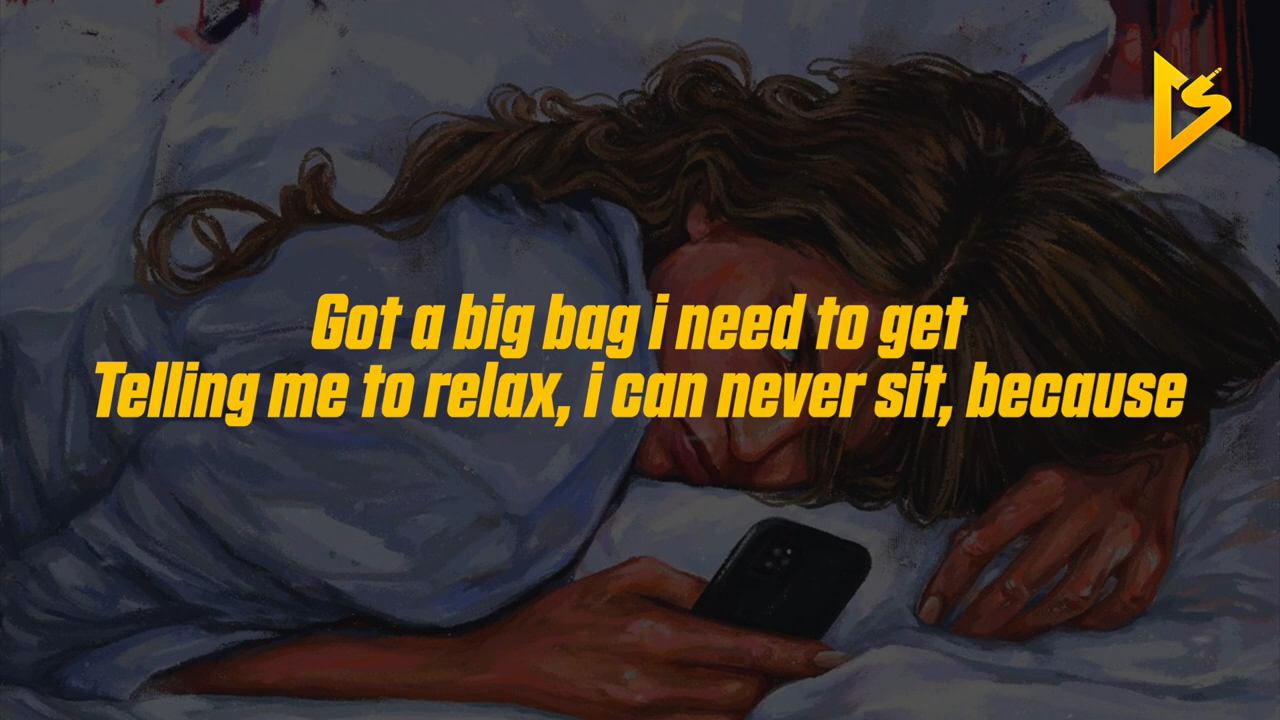 Got a big bag i need to get
Telling me to relax, i can never sit, because